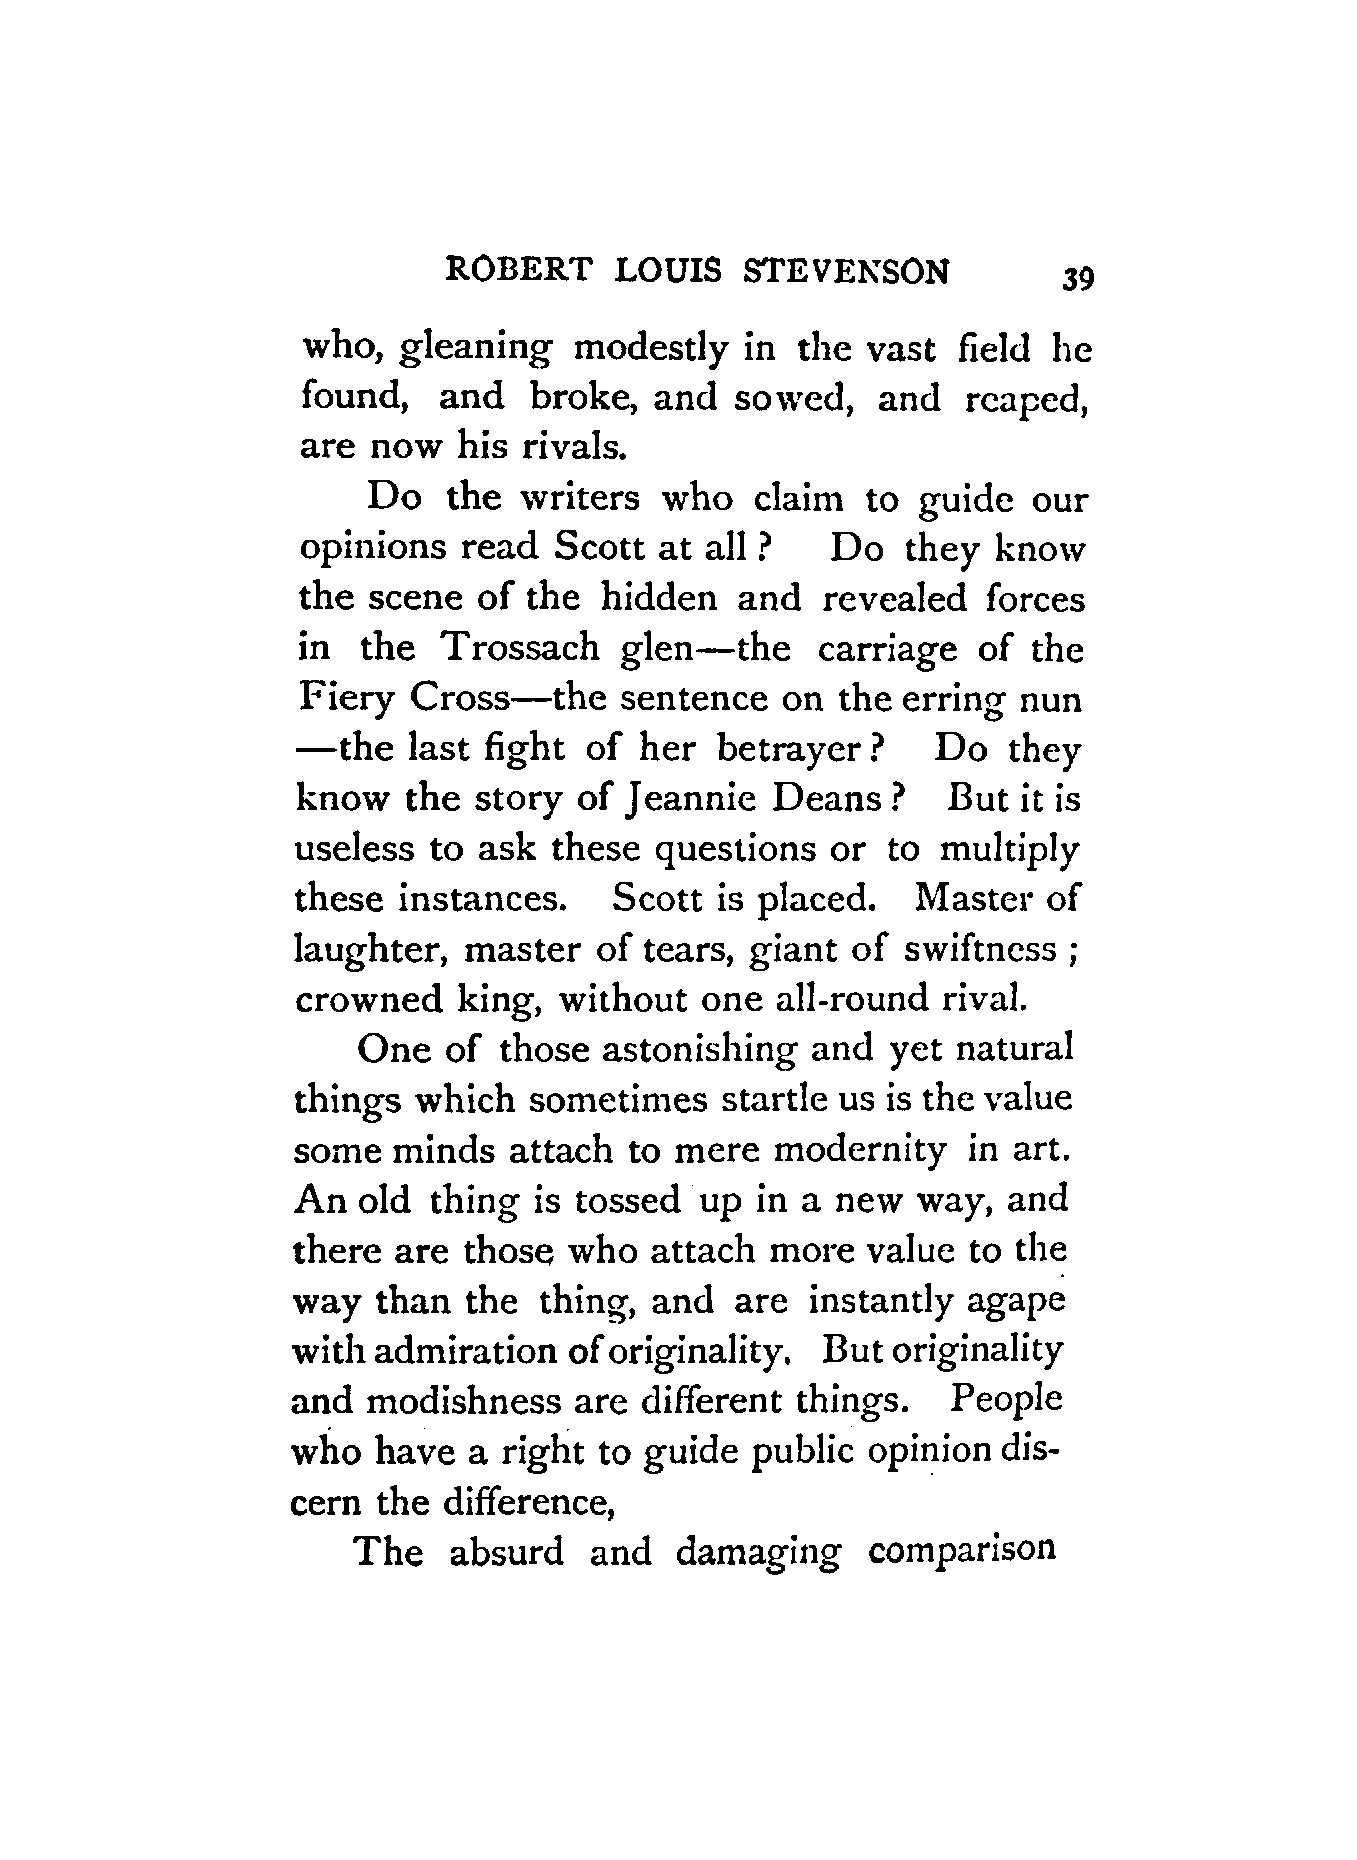 ROBERT LOUIS STEVENSON 39
who, gleaning modestly in the vast field he
found, and broke, and sowed, and reaped,
are now his rivals.
Do the writers who claim to guide our
opinions read Scott at all ? Do they know
the scene of the hidden and revealed forces
in the Trossach glen—the carriage of the
Fiery Cross—the sentence on the erring nun
—the last fight of her betrayer ? Do they
know the story of Jeannie Deans ? But it is
useless to ask these questions or to multiply
these instances. Scott is placed. Master of
laughter, master of tears, giant of swiftness ;
crowned king, without one all-round rival.
One of those astonishing and yet natural
things which sometimes startle us is the value
some minds attach to mere modernity in art.
An old thing is tossed up in a new way, and
there are those who attach more value to the
way than the thing, and are instantly agape
with admiration of originality. But originality
and modishness are different things. People
who have a right to guide public opinion dis-
cern the difference,
The absurd and damaging comparison